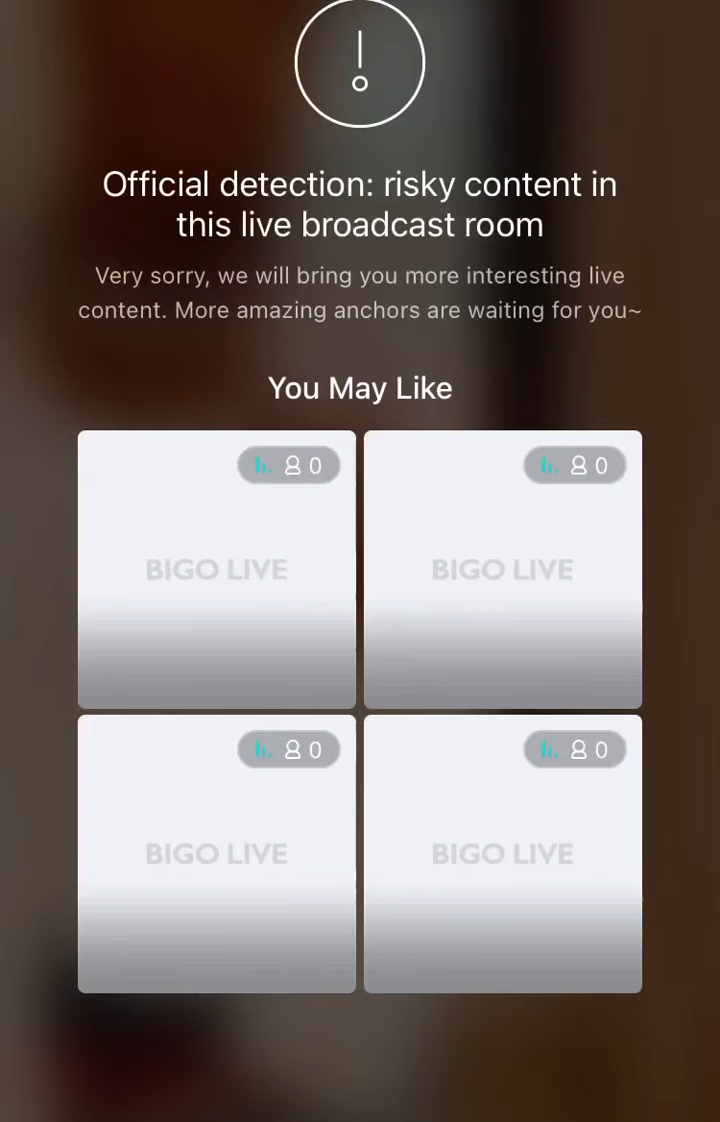 Official detection: risky content in
this live broadcast room
Very sorry, we will bring you more interesting live
content. More amazing anchors are waiting for you~
You May Like
0
0
BIGO LIVE
BIGO LIVE
0
0
BIGO LIVE
BIGO LIVE